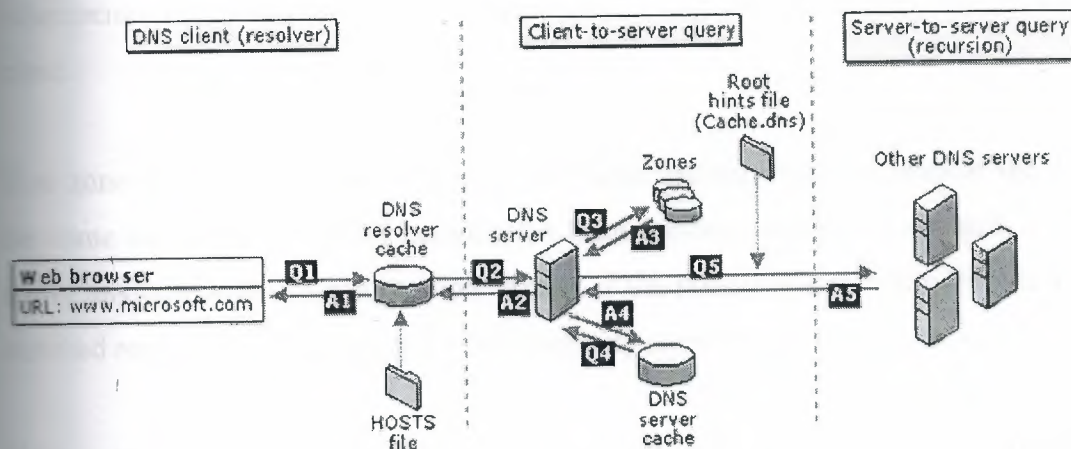 DNS client (resolver)
Client-to-server query
Server-to-server query
(recursion)
Root
hints file
(Cache.dns)
Other DNS servers
Zones
DNS
resolver
cache
DNS
server
Q3
A3
Web browser
URL: www.microsoft.com
Q1
A1
Q2
A2
Q5
A5
A4
Q4
HOSTS
file
DNS
server
cache